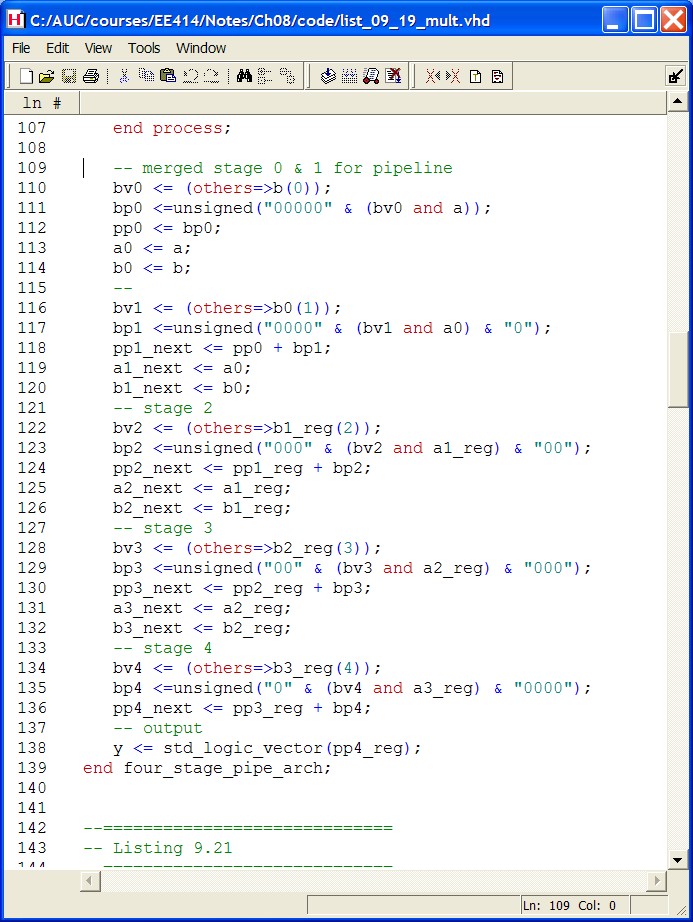 C:/AUC/courses/EE414/Notes/Ch08/code/list_09_19_mult.vhd
File Edit View Tools Window
ln #
107 end process;
108
109 -- merged stage 0 & 1 for pipeline
110 bv0 <= (others=>b(0));
111 bp0 <=unsigned("00000" & (bv0 and a));
112 pp0 <= bp0;
113 a0 <= a;
114 b0 <= b;
115 --
116 bv1 <= (others=>b0(1));
117 bp1 <=unsigned("0000" & (bv1 and a0) & "0");
118 pp1_next <= pp0 + bp1;
119 a1_next <= a0;
120 b1_next <= b0;
121 -- stage 2
122 bv2 <= (others=>b1_reg(2));
123 bp2 <=unsigned("000" & (bv2 and a1_reg) & "00");
124 pp2_next <= pp1_reg + bp2;
125 a2_next <= a1_reg;
126 b2_next <= b1_reg;
127 -- stage 3
128 bv3 <= (others=>b2_reg(3));
129 bp3 <=unsigned("00" & (bv3 and a2_reg) & "000");
130 pp3_next <= pp2_reg + bp3;
131 a3_next <= a2_reg;
132 b3_next <= b2_reg;
133 -- stage 4
134 bv4 <= (others=>b3_reg(4));
135 bp4 <=unsigned("0" & (bv4 and a3_reg) & "0000");
136 pp4_next <= pp3_reg + bp4;
137 -- output
138 y <= std_logic_vector(pp4_reg);
139 end four_stage_pipe_arch;
140
141
142 --=============================
143 -- Listing 9.21
144 --=============================
Ln: 109 Col: 0